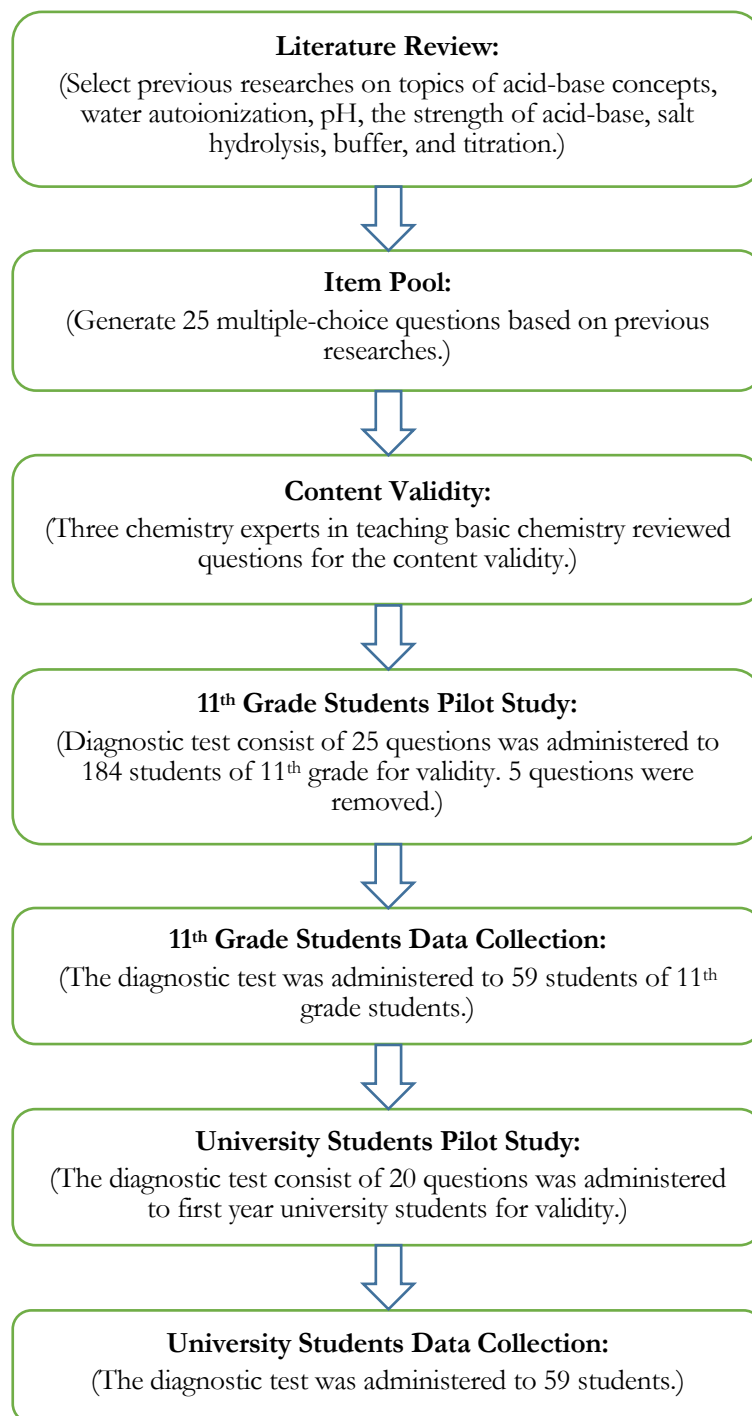 Literature Review:
(Select previous researches on topics of acid-base concepts,
water autoionization, pH, the strength of acid-base, salt
hydrolysis, buffer, and titration.)
Item Pool:
(Generate 25 multiple-choice questions based on previous
researches.)
Content Validity:
(Three chemistry experts in teaching basic chemistry reviewed
questions for the content validity.)
11th Grade Students Pilot Study:
(Diagnostic test consist of 25 questions was administered to
184 students of 11th grade for validity. 5 questions were
removed.)
11th Grade Students Data Collection:
(The diagnostic test was administered to 59 students of 11th
grade students.)
University Students Pilot Study:
(The diagnostic test consist of 20 questions was administered
to first year university students for validity.)
University Students Data Collection:
(The diagnostic test was administered to 59 students.)